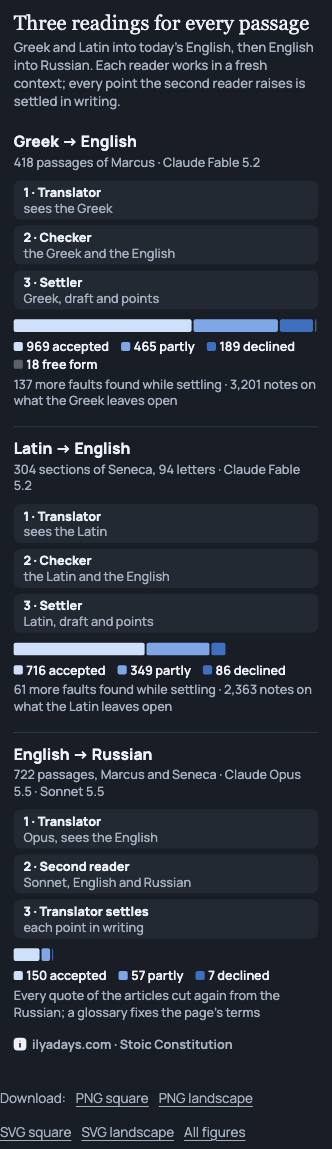 Three readings for every passage
Greek and Latin into today's English, then English
into Russian. Each reader works in a fresh
context; every point the second reader raises is
settled in writing.
Greek → English
418 passages of Marcus · Claude Fable 5.2
1 · Translator
sees the Greek
2 · Checker
the Greek and the English
3 · Settler
Greek, draft and points
969 accepted 465 partly 189 declined
18 free form
137 more faults found while settling · 3,201 notes on
what the Greek leaves open
Latin → English
304 sections of Seneca, 94 letters · Claude Fable
5.2
1 · Translator
sees the Latin
2 · Checker
the Latin and the English
3 · Settler
Latin, draft and points
716 accepted 349 partly 86 declined
61 more faults found while settling · 2,363 notes on
what the Latin leaves open
English → Russian
722 passages, Marcus and Seneca · Claude Opus
5.5 · Sonnet 5.5
1 · Translator
Opus, sees the English
2 · Second reader
Sonnet, English and Russian
3 · Translator settles
each point in writing
150 accepted 57 partly 7 declined
Every quote of the articles cut again from the
Russian; a glossary fixes the page's terms
i ilyadays.com · Stoic Constitution
Download: PNG square PNG landscape
SVG square SVG landscape All figures